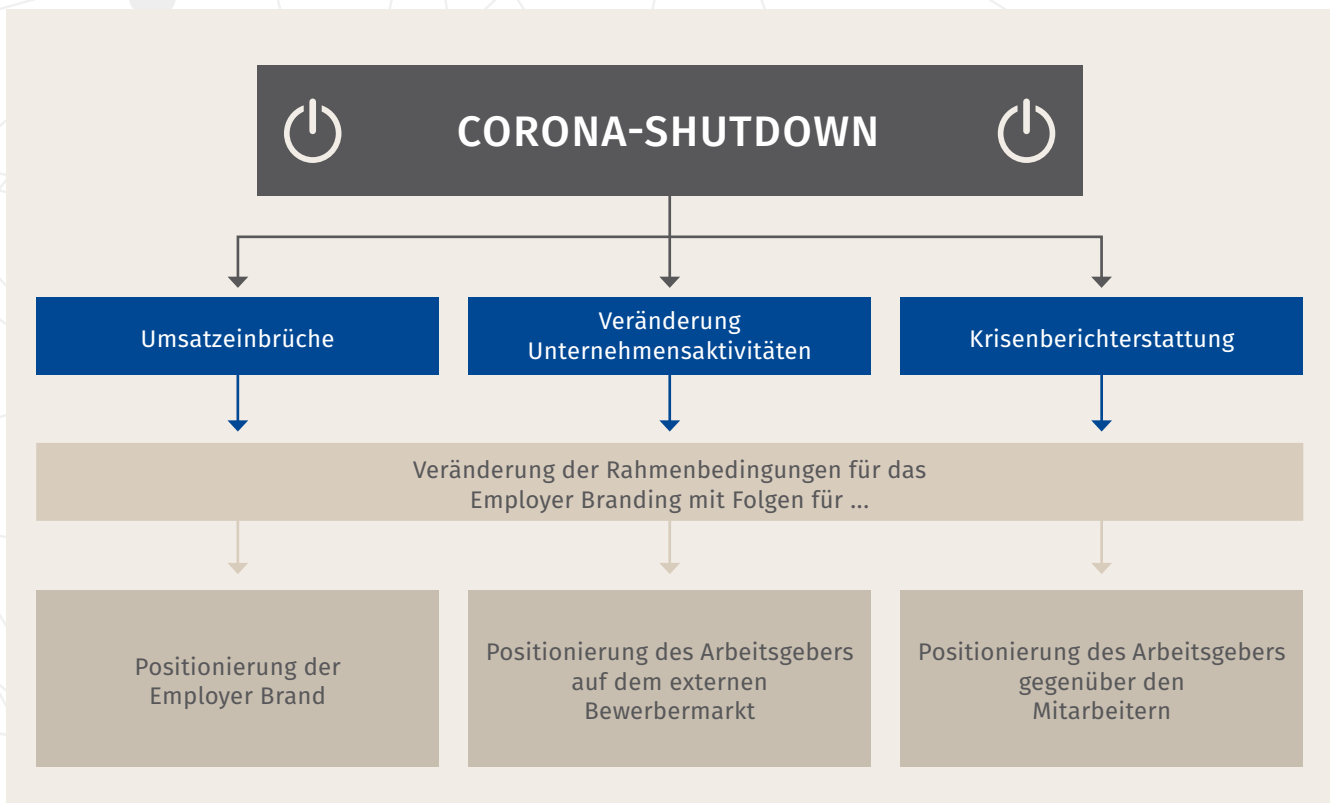 CORONA-SHUTDOWN
Umsatzeinbrüche
Veränderung
Unternehmensaktivitäten
Krisenberichterstattung
Veränderung der Rahmenbedingungen für das
Employer Branding mit Folgen für ...
Positionierung der
Employer Brand
Positionierung des Arbeitsgebers
auf dem externen
Bewerbermarkt
Positionierung des Arbeitsgebers
gegenüber den
Mitarbeitern